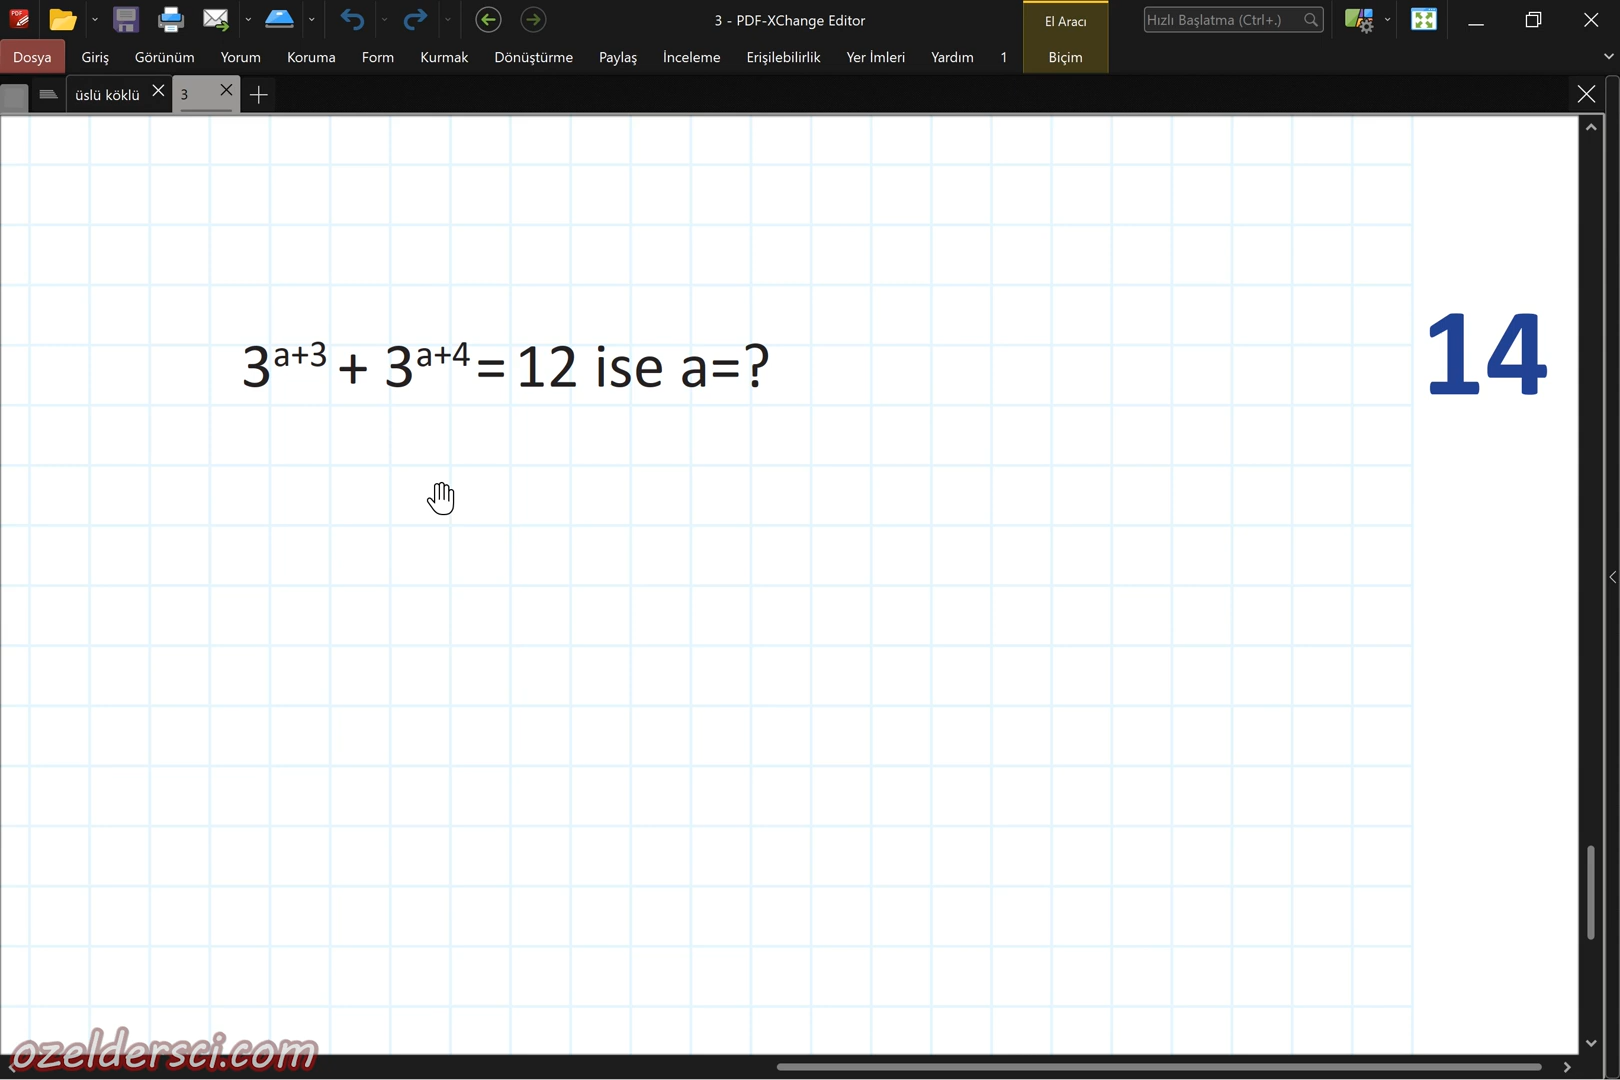 3 - PDF-XChange Editor
El Aracı
Hızlı Başlatma (Ctrl+.)
Dosya Giriş Görünüm Yorum Koruma Form Kurmak Dönüştürme Paylaş İnceleme Erişilebilirlik Yer İmleri Yardım 1 Biçim
üslü köklü 3
3ᵃ⁺³ + 3ᵃ⁺⁴ = 12 ise a=?
14
ozeldersci.com